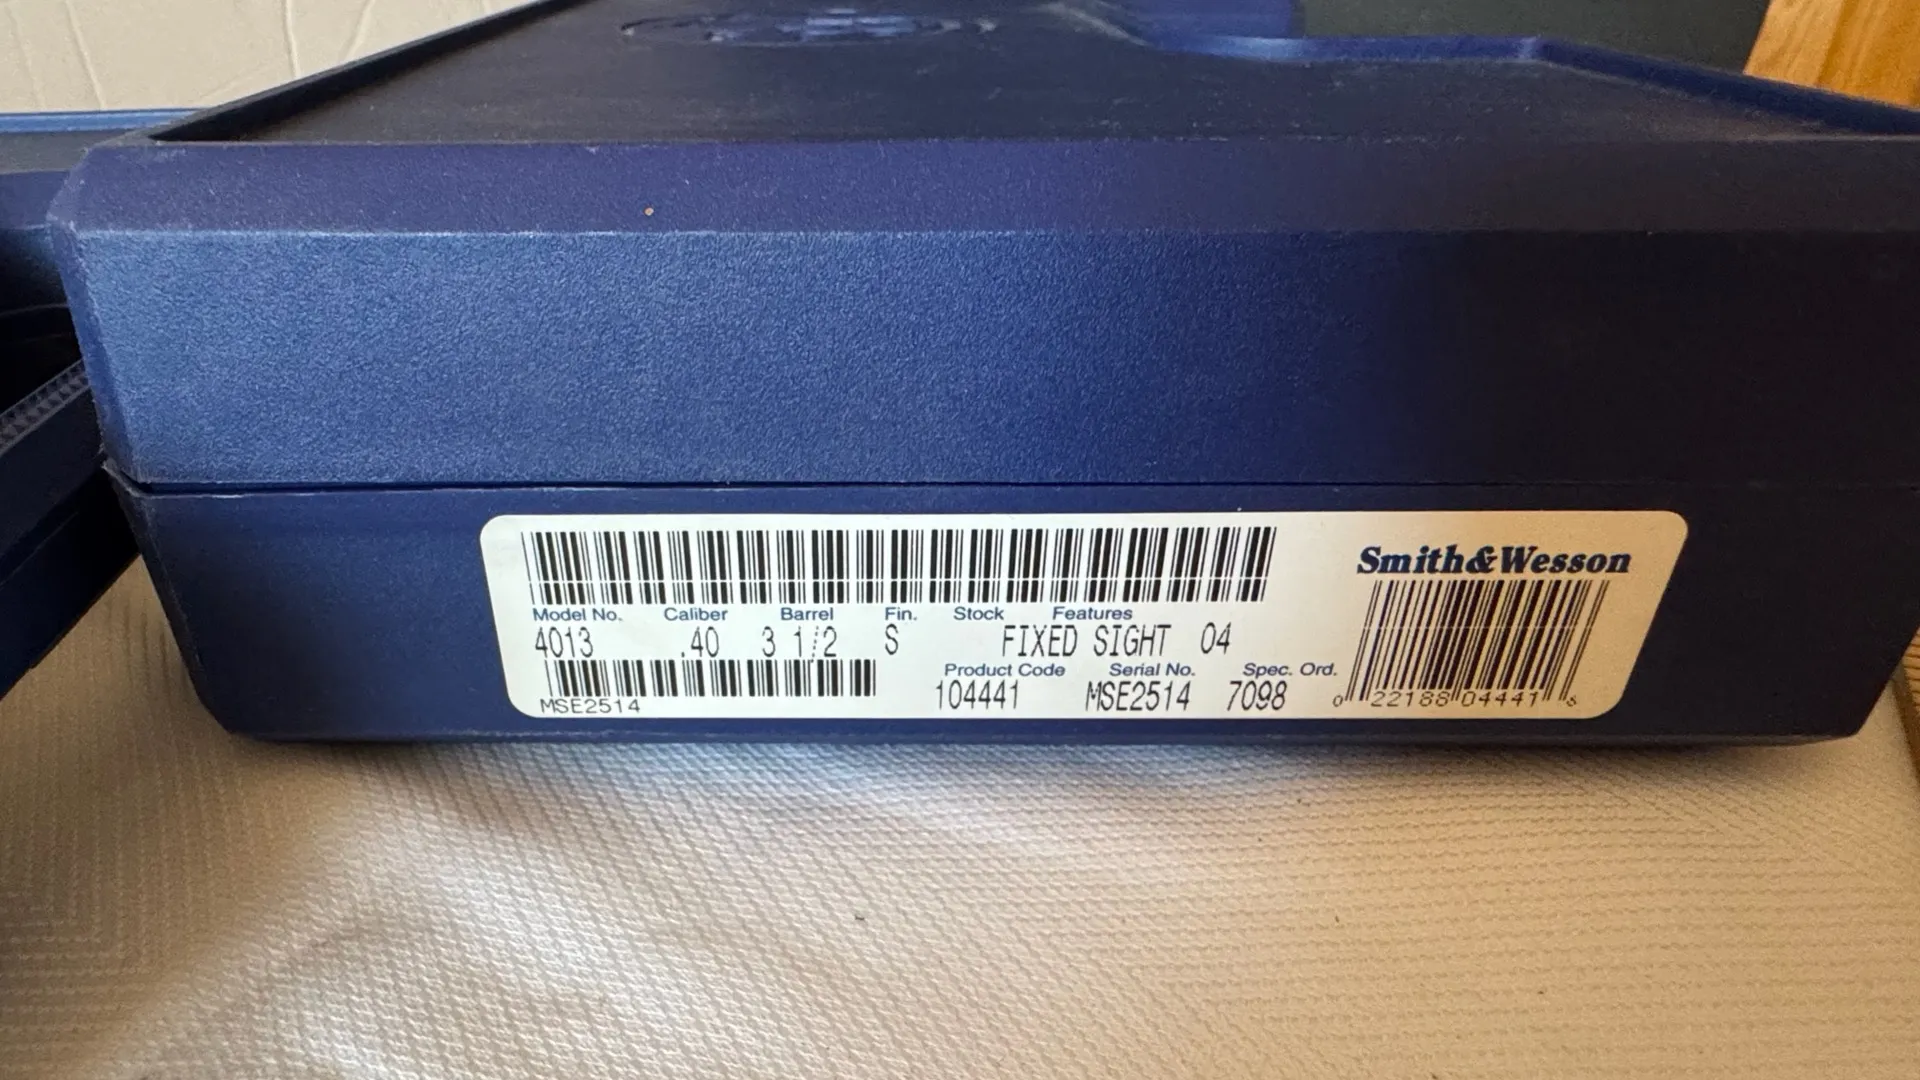 Smith&Wesson
Model No. Caliber Barrel Fin. Stock Features
4013 .40 3 1/2 S FIXED SIGHT 04
Product Code Serial No. Spec. Ord.
104441 MSE2514 7098
MSE2514
0 22188 04441 8